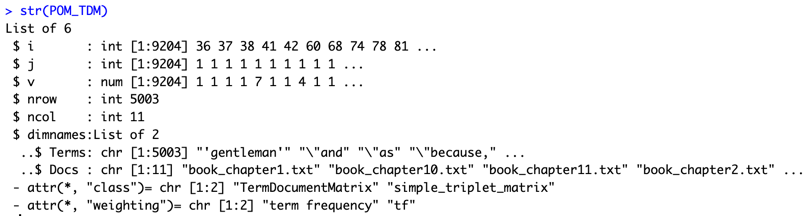 > str(POM_TDM)
List of 6
 $ i       : int [1:9204] 36 37 38 41 42 60 68 74 78 81 ...
 $ j       : int [1:9204] 1 1 1 1 1 1 1 1 1 1 ...
 $ v       : num [1:9204] 1 1 1 1 7 1 1 4 1 1 ...
 $ nrow    : int 5003
 $ ncol    : int 11
 $ dimnames:List of 2
  ..$ Terms: chr [1:5003] "'gentleman'" "\"and" "\"as" "\"because," ...
  ..$ Docs : chr [1:11] "book_chapter1.txt" "book_chapter10.txt" "book_chapter11.txt" "book_chapter2.txt" ...
 - attr(*, "class")= chr [1:2] "TermDocumentMatrix" "simple_triplet_matrix"
 - attr(*, "weighting")= chr [1:2] "term frequency" "tf"